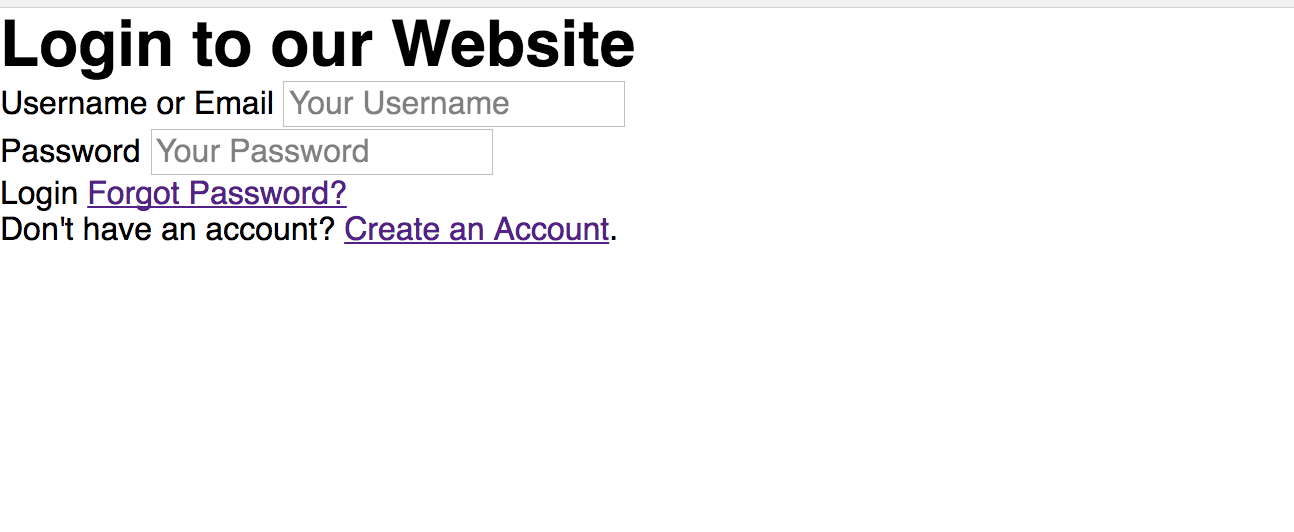 Login to our Website
Username or Email Your Username
Password Your Password
Login Forgot Password?
Don't have an account? Create an Account.